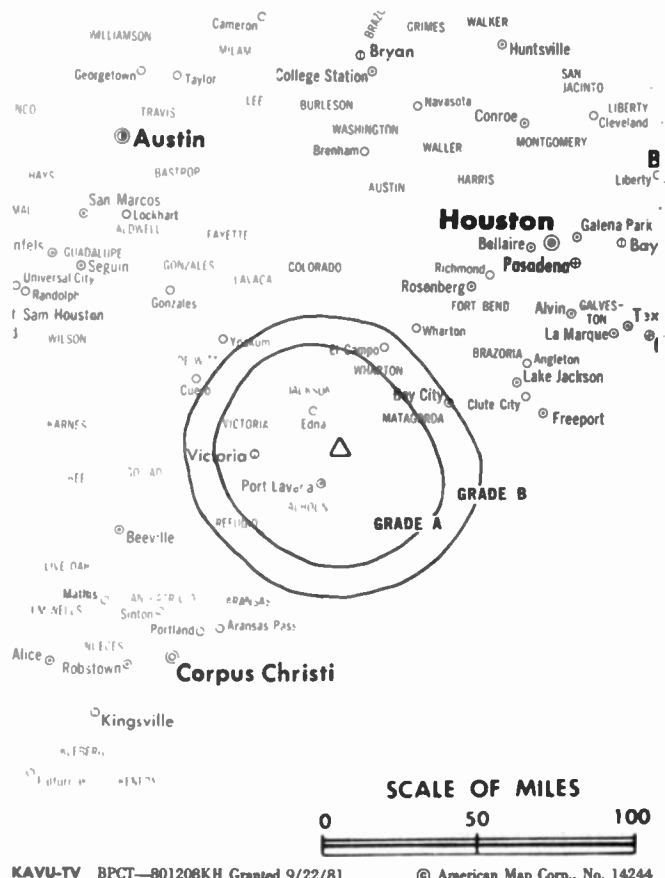 Cameron
BRAZ
GRIMES
WALKER
WILLIAMSON
MILAM
Bryan
Huntsville
Georgetown
Taylor
College Station
SAN JACINTO
LEE
BURLESON
Navasota
TRAVIS
LIBERTY
Cleveland
Conroe
WASHINGTON
MONTGOMERY
Austin
WALLER
Brenham
B
HAYS
BASTROP
HARRIS
Liberty
AUSTIN
San Marcos
Lockhart
Houston
Galena Park
FAYETTE
Bellaire
Bay
nfels
GUADALUPE
Seguin
GONZALES
LAVACA
COLORADO
Pasadena
Richmond
Universal City
Randolph
Rosenberg
Gonzales
FORT BEND
Alvin
GALVES-
TON
t Sam Houston
La Marque
Wharton
WILSON
Yoakum
El Campo
BRAZORIA
Angleton
WHARTON
Lake Jackson
Cuero
JACKSON
Bay City
Clute City
Edna
MATAGORDA
Freeport
KARNES
VICTORIA
Victoria
Port Lavaca
GRADE B
GRADE A
REFUGIO
Beeville
LIVE OAK
Mathis
Sinton
Portland
Aransas Pass
NUECES
Alice
Robstown
Corpus Christi
Kingsville
SCALE OF MILES
0 50 100
KAVU-TV BPCT—801208KH Granted 9/22/81 © American Map Corp., No. 14244